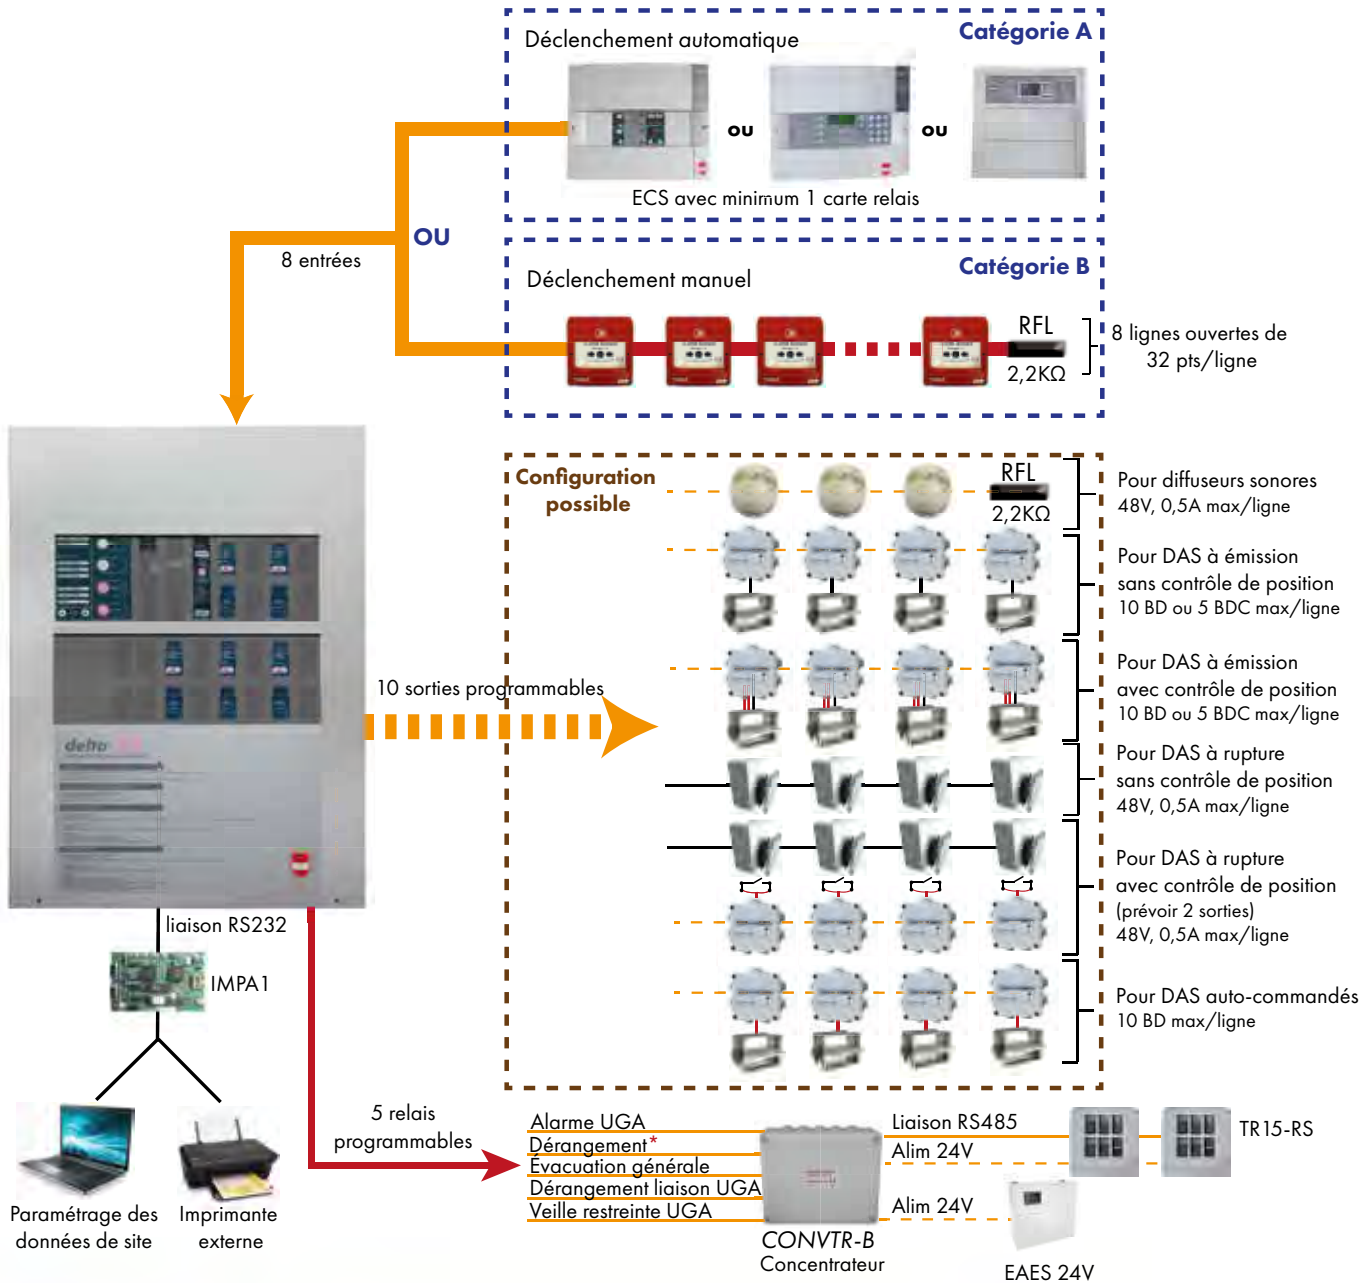 Catégorie A
Déclenchement automatique
ou
ou
ECS avec minimum 1 carte relais
OU
8 entrées
Catégorie B
Déclenchement manuel
RFL
2,2KΩ
8 lignes ouvertes de
32 pts/ligne
Configuration
possible
RFL
2,2KΩ
Pour diffuseurs sonores
48V, 0,5A max/ligne
Pour DAS à émission
sans contrôle de position
10 BD ou 5 BDC max/ligne
Pour DAS à émission
avec contrôle de position
10 BD ou 5 BDC max/ligne
10 sorties programmables
Pour DAS à rupture
sans contrôle de position
48V, 0,5A max/ligne
Pour DAS à rupture
avec contrôle de position
(prévoir 2 sorties)
48V, 0,5A max/ligne
Pour DAS auto-commandés
10 BD max/ligne
delta
liaison RS232
IMPA1
Paramétrage des
données de site
Imprimante
externe
5 relais
programmables
Alarme UGA
Dérangement*
Évacuation générale
Dérangement liaison UGA
Veille restreinte UGA
CONVTR-B
Concentrateur
Liaison RS485
Alim 24V
Alim 24V
TR15-RS
EAES 24V